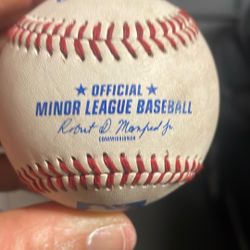 ★ OFFICIAL ★
MINOR LEAGUE BASEBALL
Robert D. Manfred Jr.
COMMISSIONER